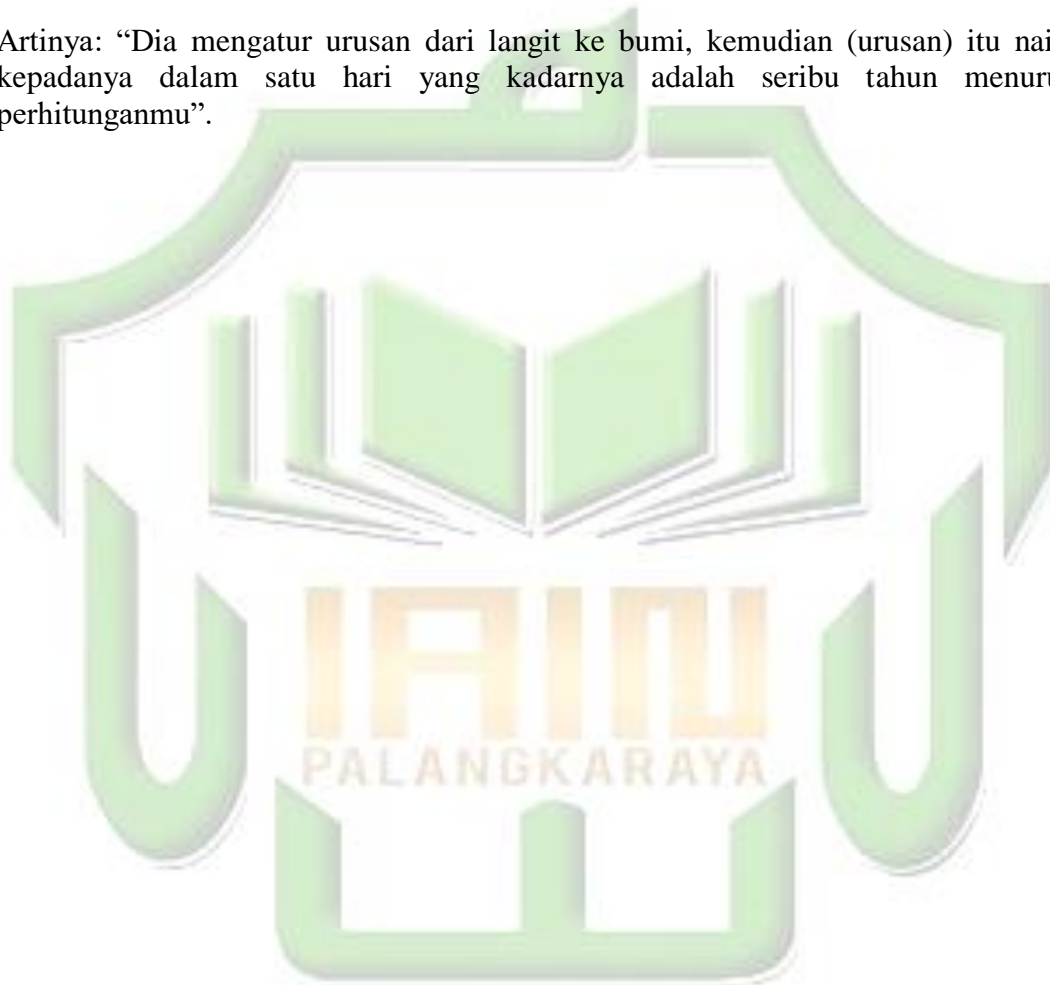 Artinya: “Dia mengatur urusan dari langit ke bumi, kemudian (urusan) itu nai
kepadanya dalam satu hari yang kadarnya adalah seribu tahun menuru
perhitunganmu”.
IAIN
PALANGKARAYA